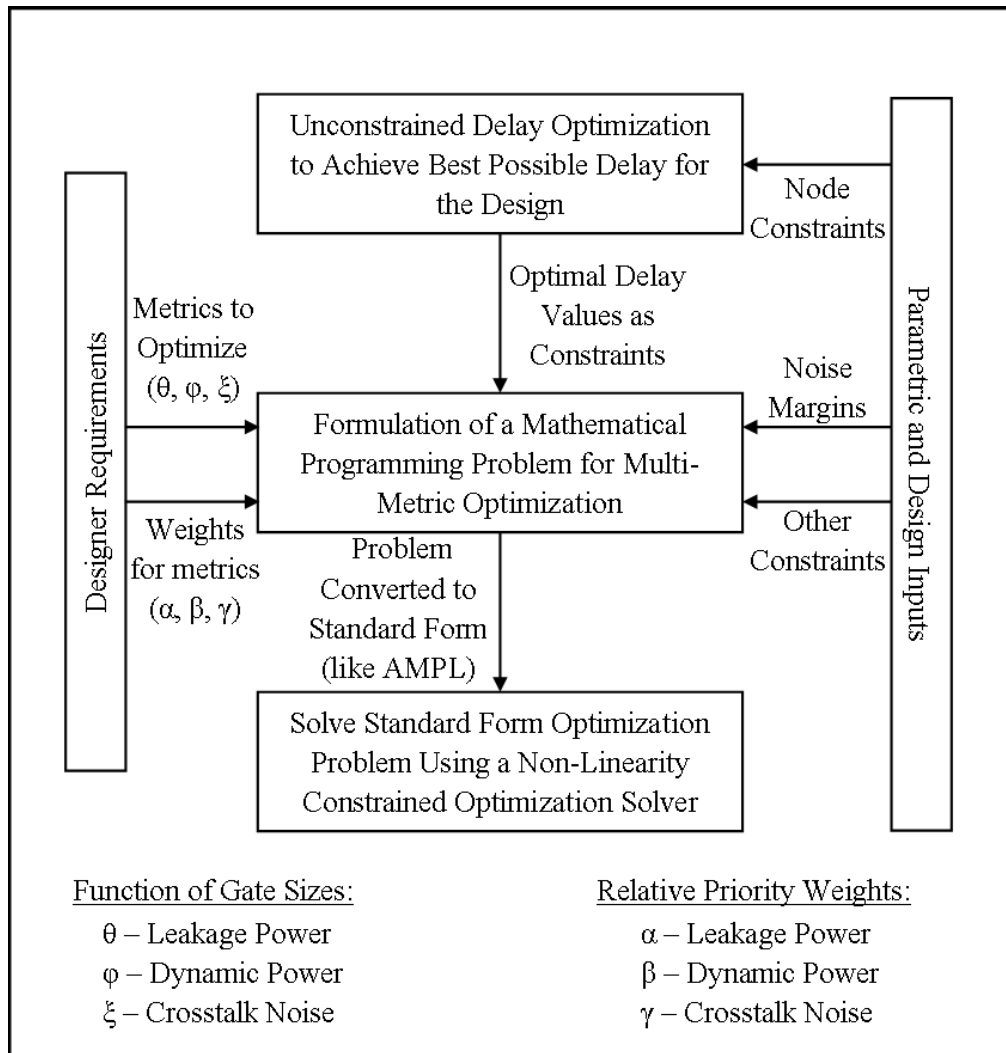 Unconstrained Delay Optimization
to Achieve Best Possible Delay for
the Design
Node
Constraints
Optimal Delay
Values as
Constraints
Metrics to
Optimize
(θ, φ, ξ)
Designer Requirements
Noise
Margins
Parametric and Design Inputs
Formulation of a Mathematical
Programming Problem for Multi-
Metric Optimization
Weights
for metrics
(α, β, γ)
Problem
Converted to
Standard Form
(like AMPL)
Other
Constraints
Solve Standard Form Optimization
Problem Using a Non-Linearity
Constrained Optimization Solver
Function of Gate Sizes:
θ – Leakage Power
φ – Dynamic Power
ξ – Crosstalk Noise
Relative Priority Weights:
α – Leakage Power
β – Dynamic Power
γ – Crosstalk Noise